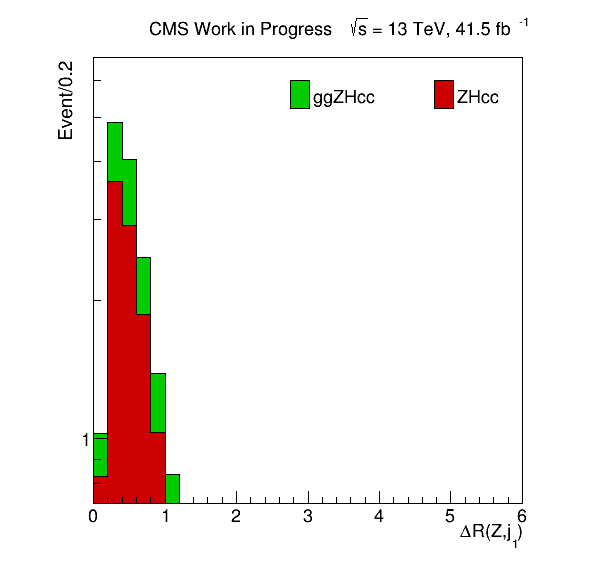 CMS Work in Progress √s = 13 TeV, 41.5 fb⁻¹
Event/0.2
ggZHcc ZHcc
1
0 1 2 3 4 5 6
ΔR(Z,j₁)